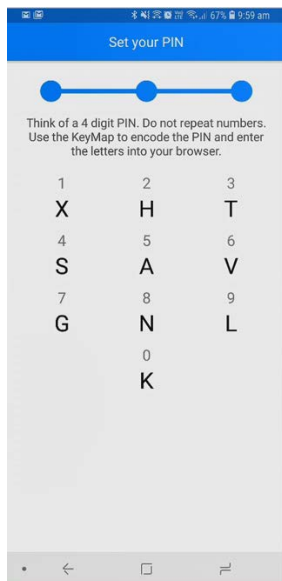 67% 9:59 am
Set your PIN
Think of a 4 digit PIN. Do not repeat numbers.
Use the KeyMap to encode the PIN and enter
the letters into your browser.
1 2 3
X H T
4 5 6
S A V
7 8 9
G N L
0
K